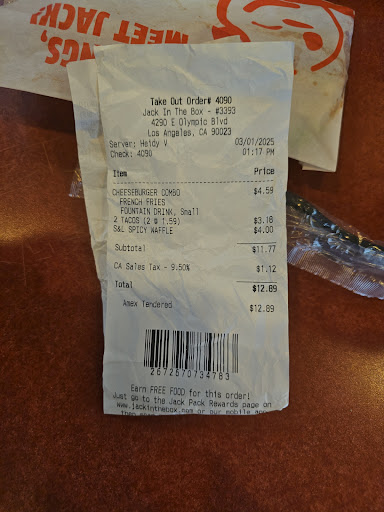 NGS,
MEET JACK!
Take Out Order# 4090
Jack In The Box - #3393
4290 E Olympic Blvd
Los Angeles, CA 90023
Server: Heidy V 03/01/2025
Check: 4090 01:17 PM
Item Price
CHEESEBURGER COMBO $4.59
FRENCH FRIES
FOUNTAIN DRINK, Small
2 TACOS (2 @ 1.59) $3.18
S&L SPICY WAFFLE $4.00
Subtotal $11.77
CA Sales Tax - 9.50% $1.12
Total $12.89
Amex Tendered $12.89
2672670734783
Earn FREE FOOD for this order!
Just go to the Jack Pack Rewards page on
www.jackinthebox.com or our mobile app